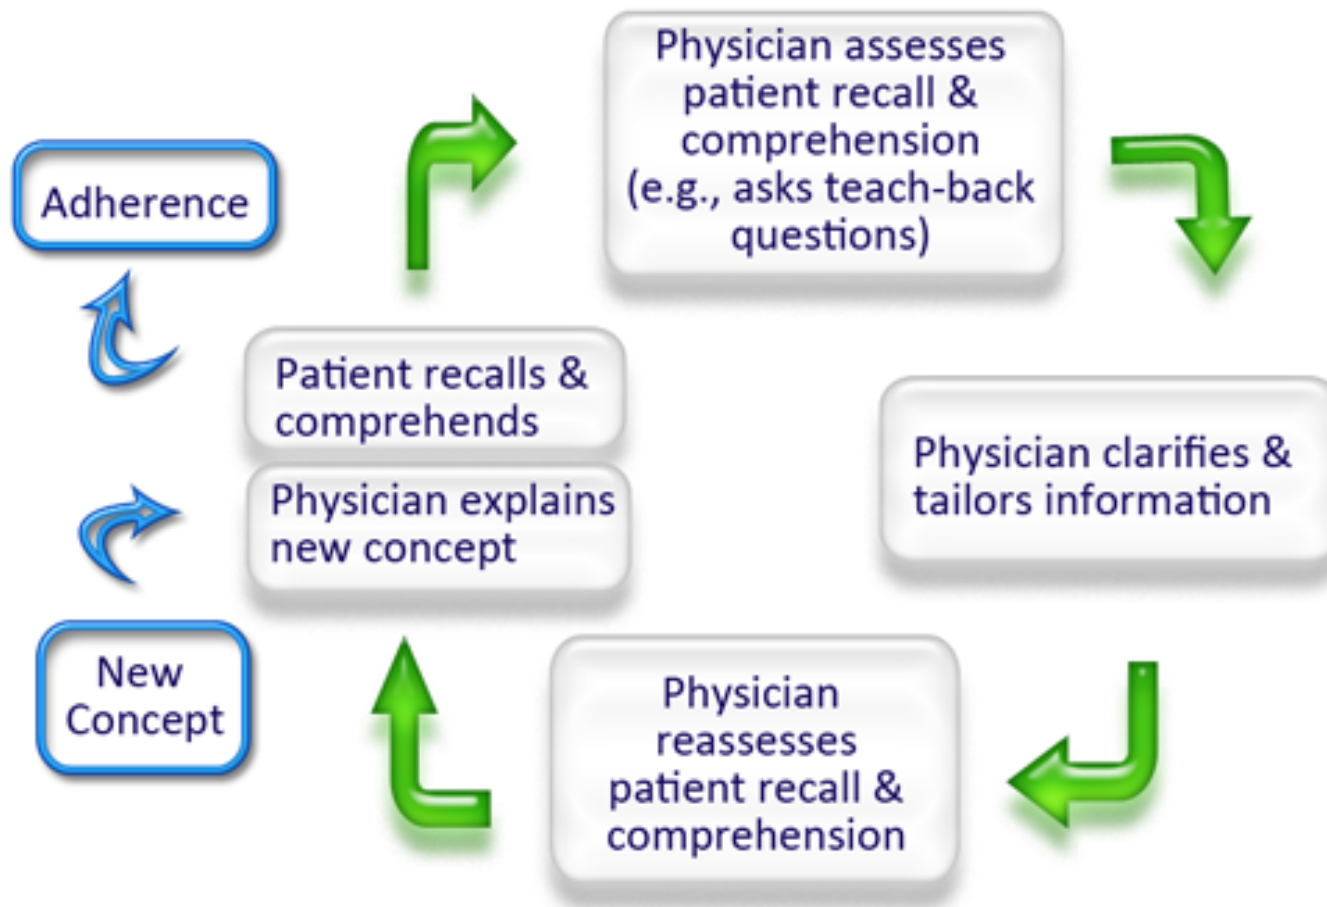 Physician assesses
patient recall &
comprehension
(e.g., asks teach-back
questions)
Adherence
Patient recalls &
comprehends
Physician explains
new concept
Physician clarifies &
tailors information
New
Concept
Physician
reassesses
patient recall &
comprehension